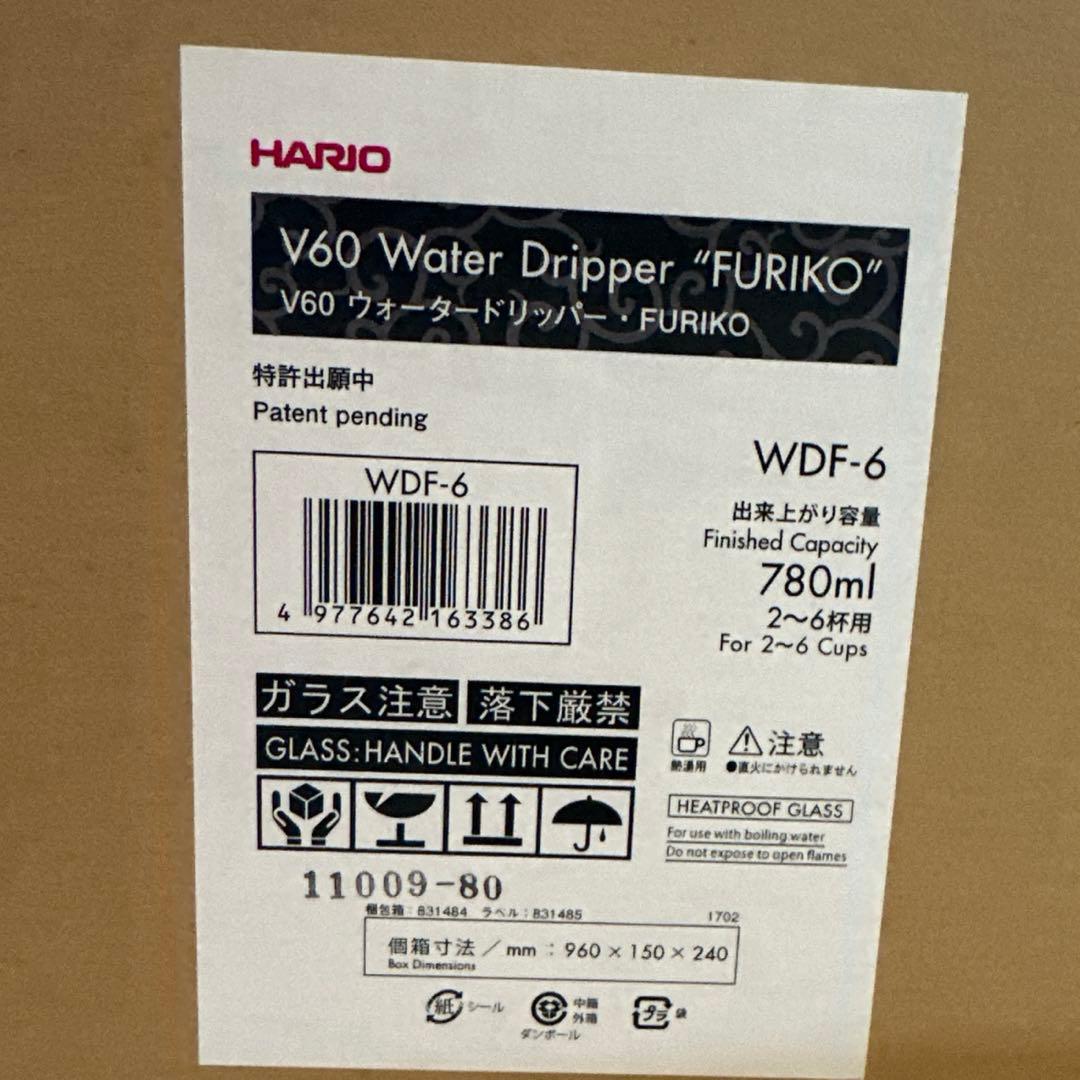 HARIO
V60 Water Dripper “FURIKO”
V60 ウォータードリッパー・FURIKO
特許出願中
Patent pending
WDF-6
4 977642 163386
WDF-6
出来上がり容量
Finished Capacity
780ml
2〜6杯用
For 2〜6 Cups
ガラス注意 落下厳禁
GLASS:HANDLE WITH CARE
熱湯用
注意
●直火にかけられません
HEATPROOF GLASS
For use with boiling water
Do not expose to open flames
11009-80
梱包箱:B31484 ラベル:B31485 1702
個箱寸法／mm：960×150×240
Box Dimensions
紙 シール
中箱
外箱
ダンボール
プラ 袋